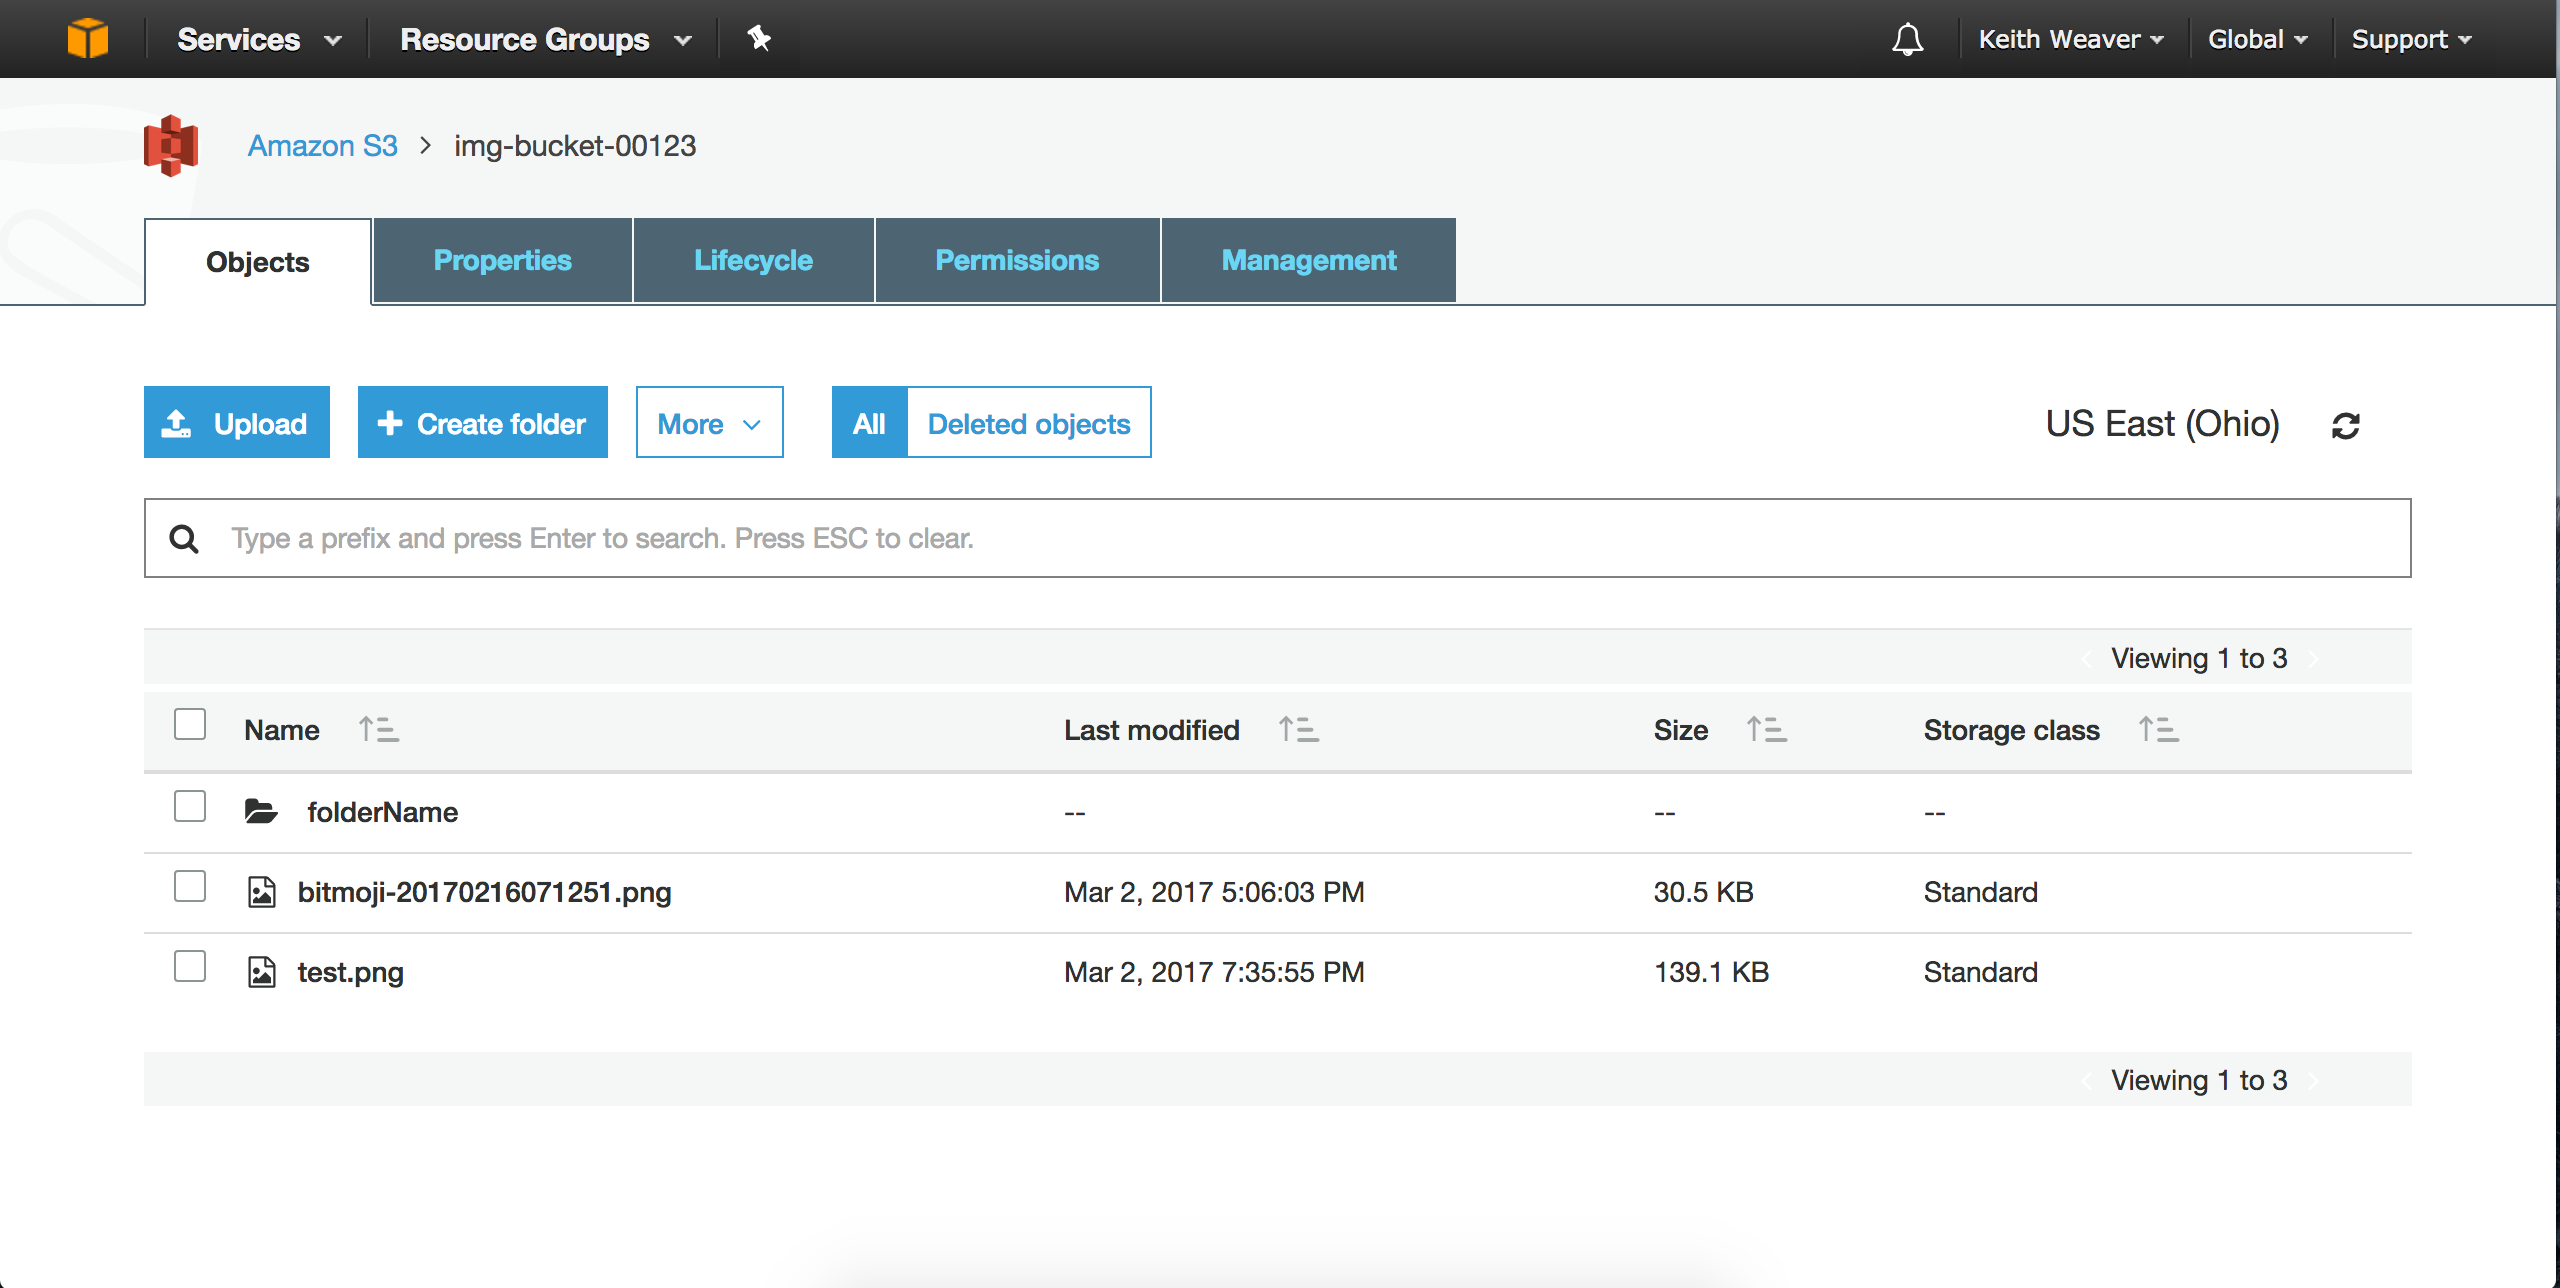 Services Resource Groups Keith Weaver Global Support
Amazon S3 > img-bucket-00123
Objects Properties Lifecycle Permissions Management
Upload Create folder More All Deleted objects US East (Ohio)
Type a prefix and press Enter to search. Press ESC to clear.
Viewing 1 to 3
Name Last modified Size Storage class
folderName -- -- --
bitmoji-20170216071251.png Mar 2, 2017 5:06:03 PM 30.5 KB Standard
test.png Mar 2, 2017 7:35:55 PM 139.1 KB Standard
Viewing 1 to 3